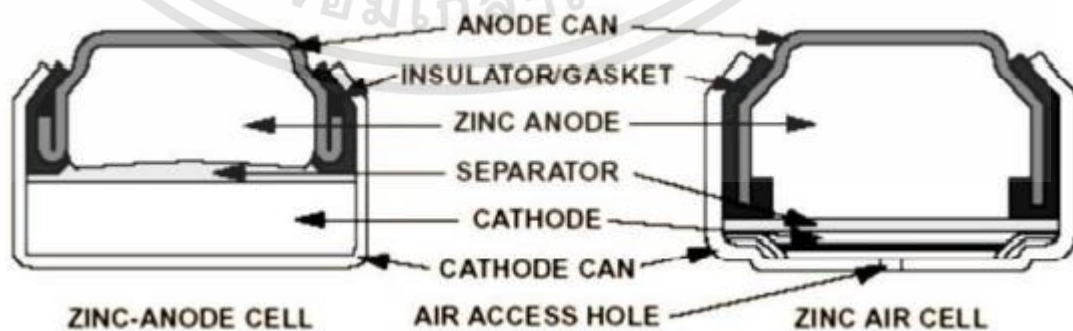 ANODE CAN
INSULATOR/GASKET
ZINC ANODE
SEPARATOR
CATHODE
CATHODE CAN
ZINC-ANODE CELL AIR ACCESS HOLE ZINC AIR CELL